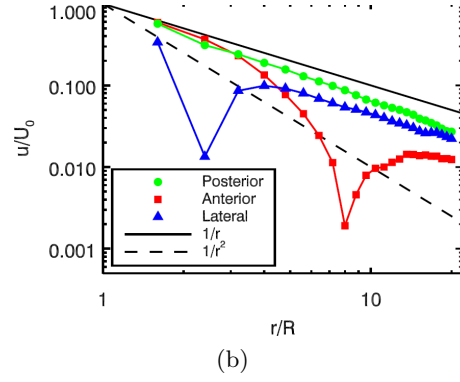 1.000
0.100
0.010
0.001
u/U₀
Posterior
Anterior
Lateral
1/r
1/r²
1
10
r/R
(b)